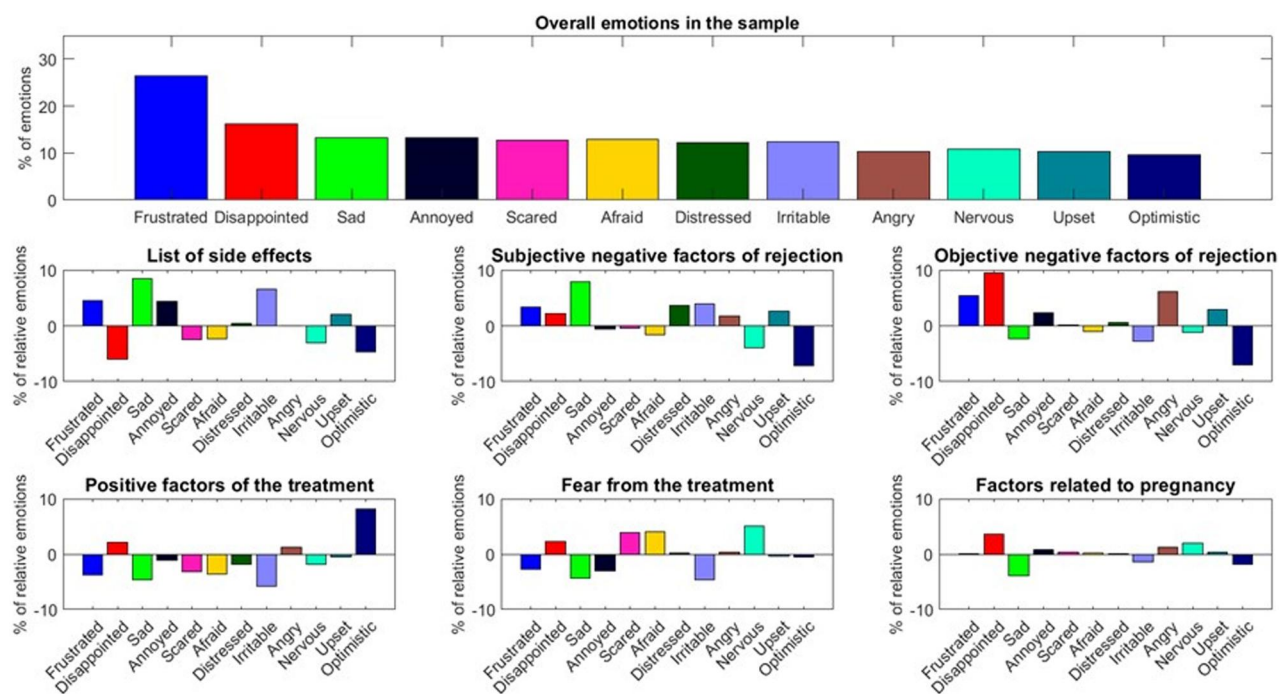 Overall emotions in the sample
% of emotions
30
20
10
0
Frustrated Disappointed Sad Annoyed Scared Afraid Distressed Irritable Angry Nervous Upset Optimistic
List of side effects
% of relative emotions
10
0
-10
Frustrated Disappointed Sad Annoyed Scared Afraid Distressed Irritable Angry Nervous Upset Optimistic
Subjective negative factors of rejection
% of relative emotions
10
0
-10
Frustrated Disappointed Sad Annoyed Scared Afraid Distressed Irritable Angry Nervous Upset Optimistic
Objective negative factors of rejection
% of relative emotions
10
0
-10
Frustrated Disappointed Sad Annoyed Scared Afraid Distressed Irritable Angry Nervous Upset Optimistic
Positive factors of the treatment
% of relative emotions
10
0
-10
Frustrated Disappointed Sad Annoyed Scared Afraid Distressed Irritable Angry Nervous Upset Optimistic
Fear from the treatment
% of relative emotions
10
0
-10
Frustrated Disappointed Sad Annoyed Scared Afraid Distressed Irritable Angry Nervous Upset Optimistic
Factors related to pregnancy
% of relative emotions
10
0
-10
Frustrated Disappointed Sad Annoyed Scared Afraid Distressed Irritable Angry Nervous Upset Optimistic